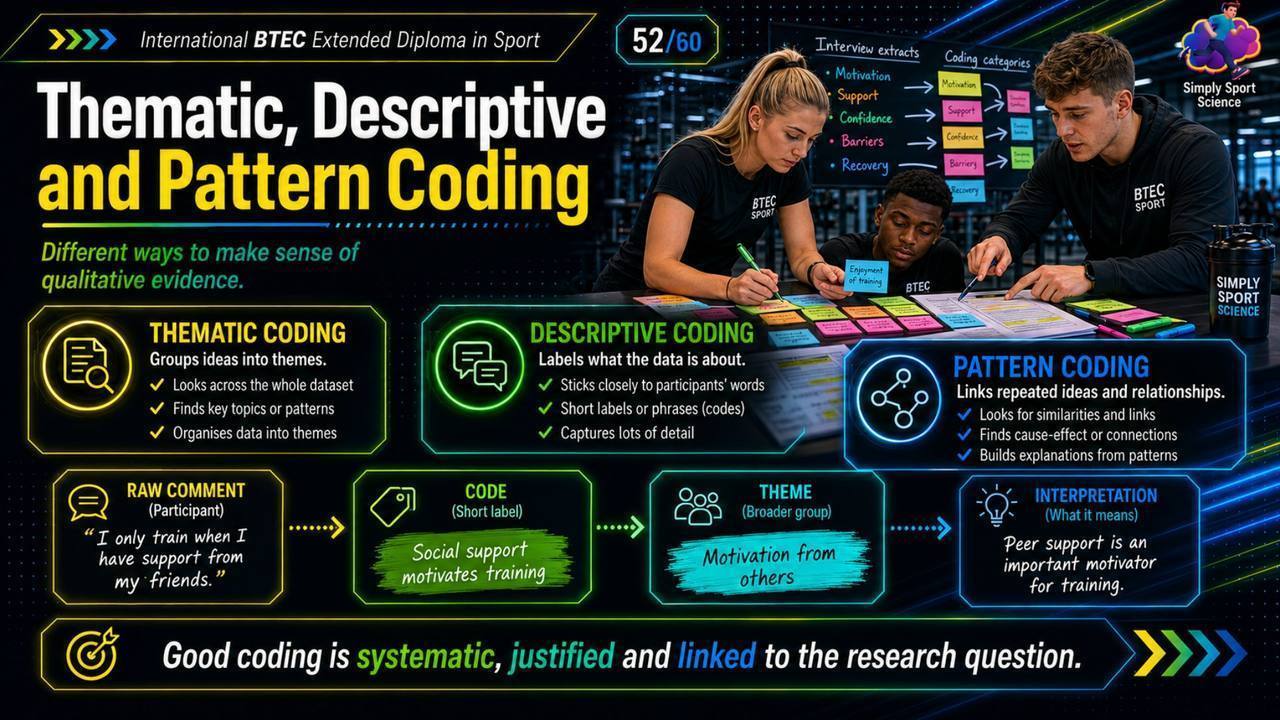 International BTEC Extended Diploma in Sport
52/60
Simply Sport
Science
Thematic, Descriptive
and Pattern Coding
Different ways to make sense of
qualitative evidence.
Interview extracts
Coding categories
• Motivation
• Support
• Confidence
• Barriers
• Recovery
Motivation
Support
Confidence
Barrier
Recovery
BTEC
SPORT
BTEC
SPORT
BTEC
Enjoyment
of training
SIMPLY
SPORT
SCIENCE
THEMATIC CODING
Groups ideas into themes.
✓ Looks across the whole dataset
✓ Finds key topics or patterns
✓ Organises data into themes
DESCRIPTIVE CODING
Labels what the data is about.
✓ Sticks closely to participants' words
✓ Short labels or phrases (codes)
✓ Captures lots of detail
PATTERN CODING
Links repeated ideas and relationships.
✓ Looks for similarities and links
✓ Finds cause-effect or connections
✓ Builds explanations from patterns
RAW COMMENT
(Participant)
“I only train when I
have support from
my friends.”
CODE
(Short label)
Social support
motivates training
THEME
(Broader group)
Motivation from
others
INTERPRETATION
(What it means)
Peer support is an
important motivator
for training.
Good coding is systematic, justified and linked to the research question.